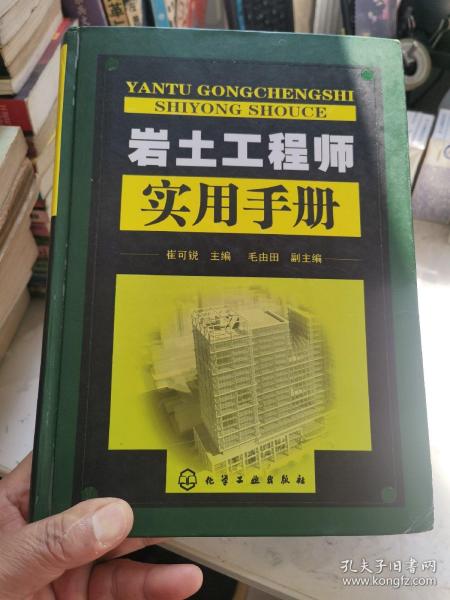 YANTU GONGCHENGSHI
SHIYONG SHOUCE
岩土工程师
实用手册
崔可锐 主编 毛由田 副主编
化学工业出版社
孔夫子旧书网
www.kongfz.com